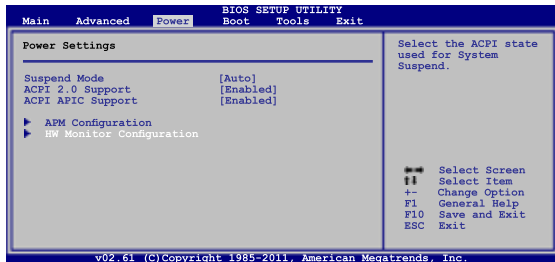 BIOS SETUP UTILITY
Main Advanced Power Boot Tools Exit
Power Settings
Suspend Mode [Auto]
ACPI 2.0 Support [Enabled]
ACPI APIC Support [Enabled]
APM Configuration
HW Monitor Configuration
Select the ACPI state
used for System
Suspend.
Select Screen
Select Item
+- Change Option
F1 General Help
F10 Save and Exit
ESC Exit
v02.61 (C)Copyright 1985-2011, American Megatrends, Inc.